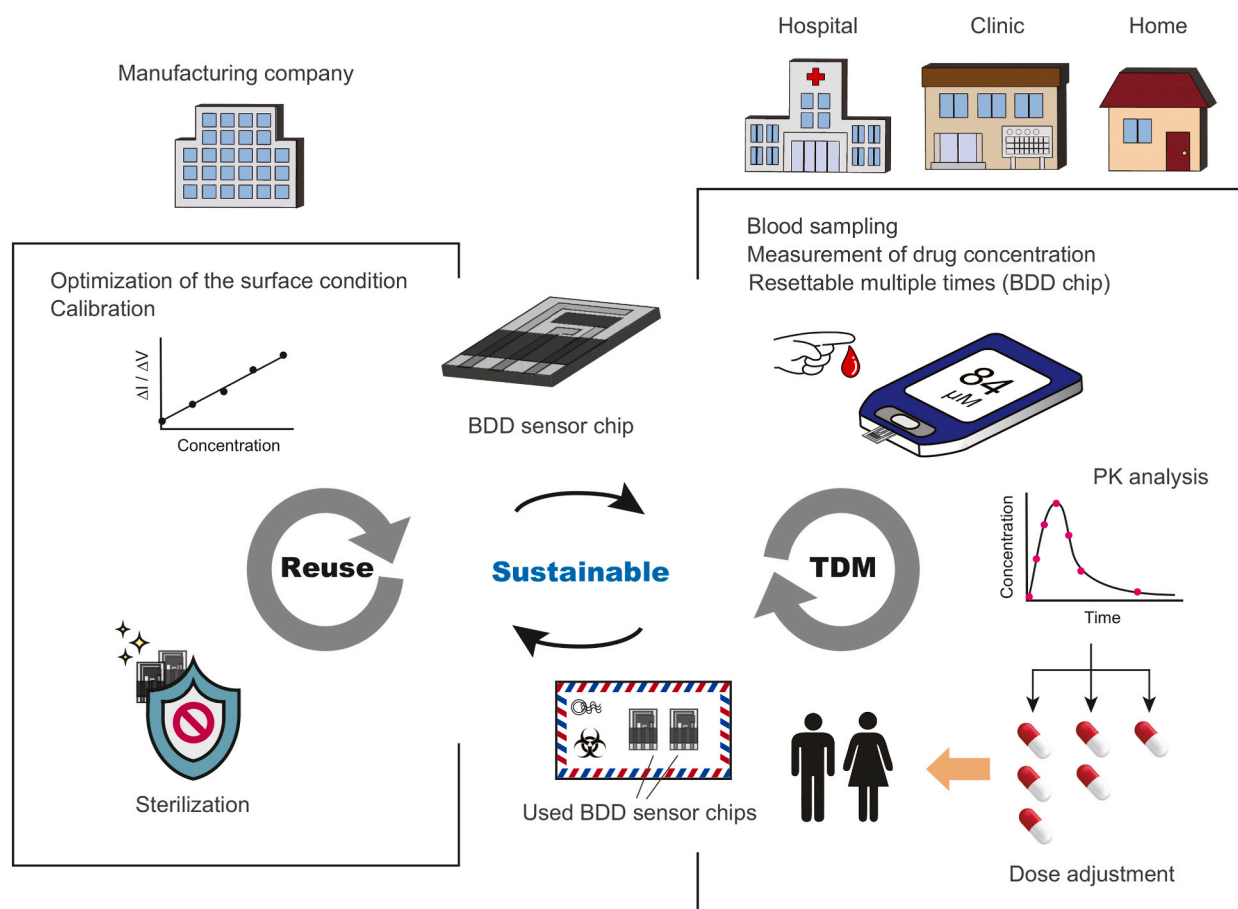 Hospital
Clinic
Home
Manufacturing company
Blood sampling
Measurement of drug concentration
Resettable multiple times (BDD chip)
Optimization of the surface condition
Calibration
ΔI / ΔV
Concentration
BDD sensor chip
84
µM
PK analysis
Concentration
Time
Reuse
Sustainable
TDM
Sterilization
Used BDD sensor chips
Dose adjustment